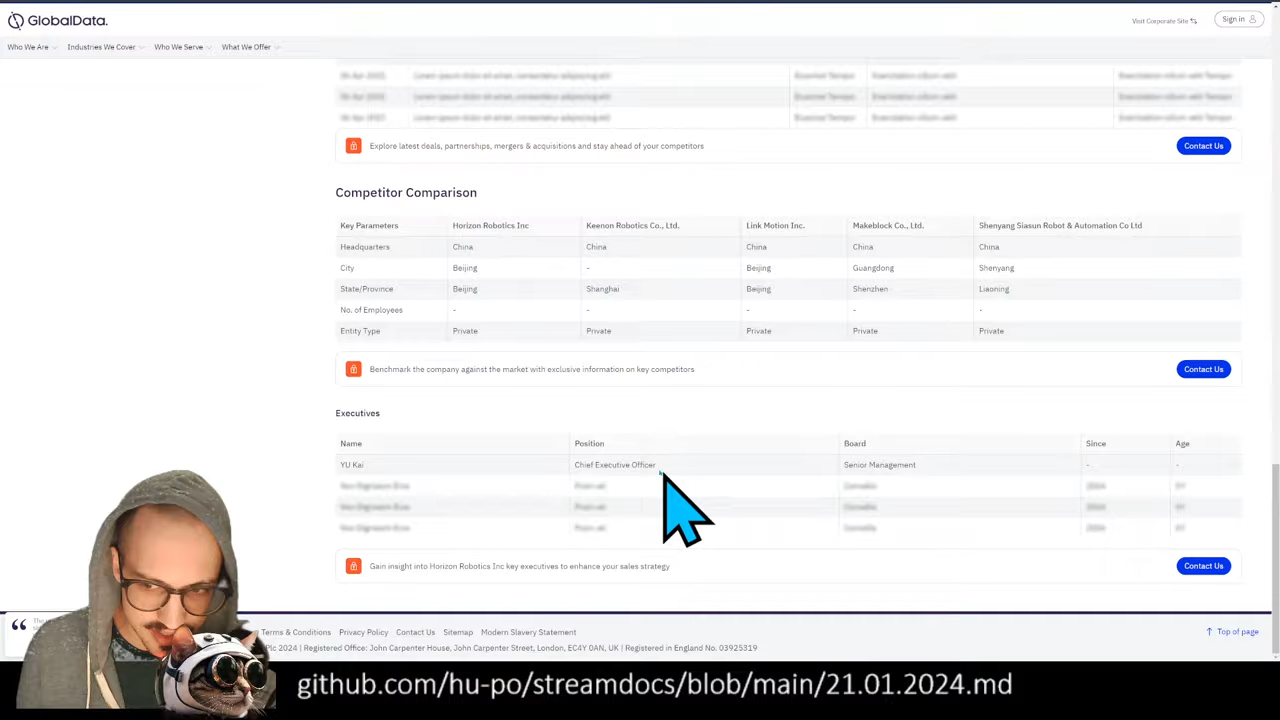 GlobalData.
Visit Corporate Site
Sign in
Who We Are Industries We Cover Who We Serve What We Offer
Explore latest deals, partnerships, mergers & acquisitions and stay ahead of your competitors Contact Us
Competitor Comparison
Key Parameters Horizon Robotics Inc Keenon Robotics Co., Ltd. Link Motion Inc. Makeblock Co., Ltd. Shenyang Siasun Robot & Automation Co Ltd
Headquarters China China China China China
City Beijing - Beijing Guangdong Shenyang
State/Province Beijing Shanghai Beijing Shenzhen Liaoning
No. of Employees - - - - -
Entity Type Private Private Private Private Private
Benchmark the company against the market with exclusive information on key competitors Contact Us
Executives
Name Position Board Since Age
YU Kai Chief Executive Officer Senior Management - -
Gain insight into Horizon Robotics Inc key executives to enhance your sales strategy Contact Us
Terms & Conditions Privacy Policy Contact Us Sitemap Modern Slavery Statement
Top of page
Plc 2024 | Registered Office: John Carpenter House, John Carpenter Street, London, EC4Y 0AN, UK | Registered in England No. 03925319
github.com/hu-po/streamdocs/blob/main/21.01.2024.md